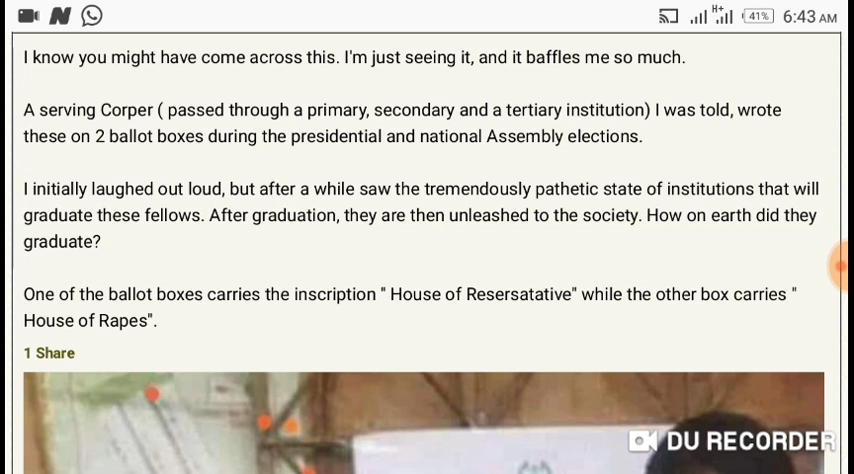 H+
41%
6:43 AM
I know you might have come across this. I'm just seeing it, and it baffles me so much.
A serving Corper ( passed through a primary, secondary and a tertiary institution) I was told, wrote
these on 2 ballot boxes during the presidential and national Assembly elections.
I initially laughed out loud, but after a while saw the tremendously pathetic state of institutions that will
graduate these fellows. After graduation, they are then unleashed to the society. How on earth did they
graduate?
One of the ballot boxes carries the inscription " House of Resersatative" while the other box carries "
House of Rapes".
1 Share
DU RECORDER